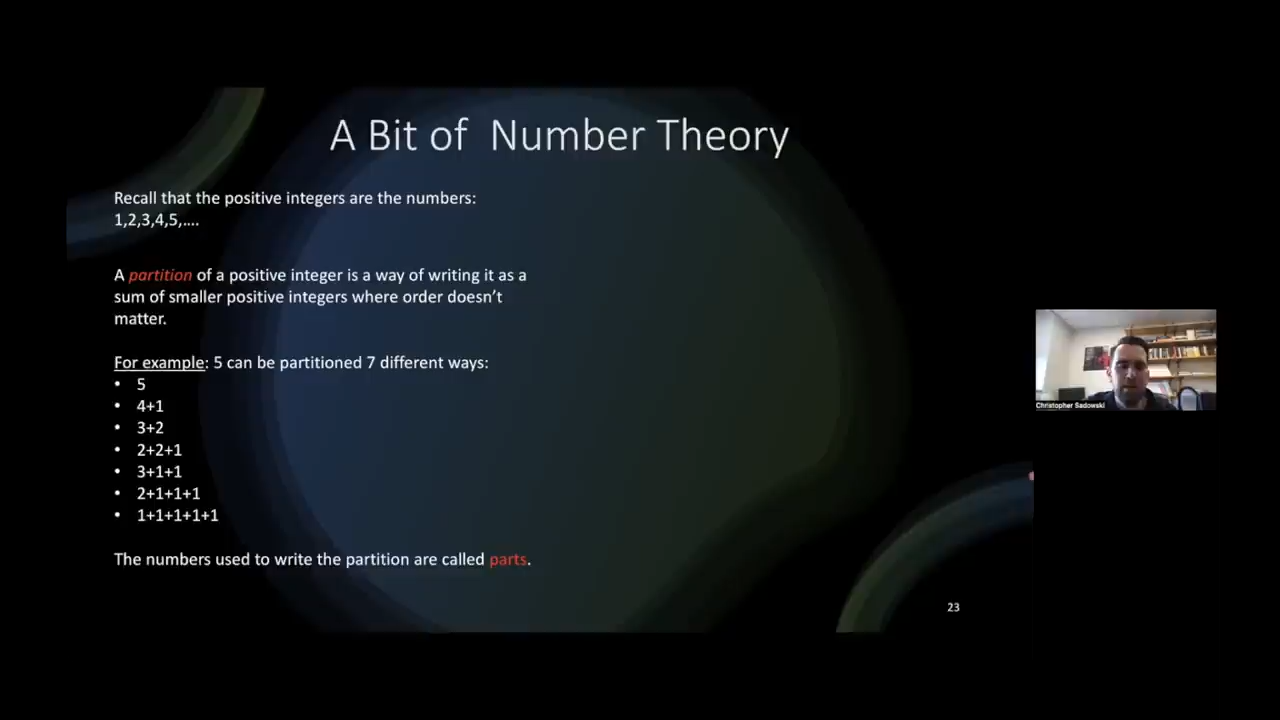 A Bit of Number Theory
Recall that the positive integers are the numbers:
1,2,3,4,5,....
A partition of a positive integer is a way of writing it as a
sum of smaller positive integers where order doesn’t
matter.
For example: 5 can be partitioned 7 different ways:
• 5
• 4+1
• 3+2
• 2+2+1
• 3+1+1
• 2+1+1+1
• 1+1+1+1+1
The numbers used to write the partition are called parts.
23
Christopher Sadowski